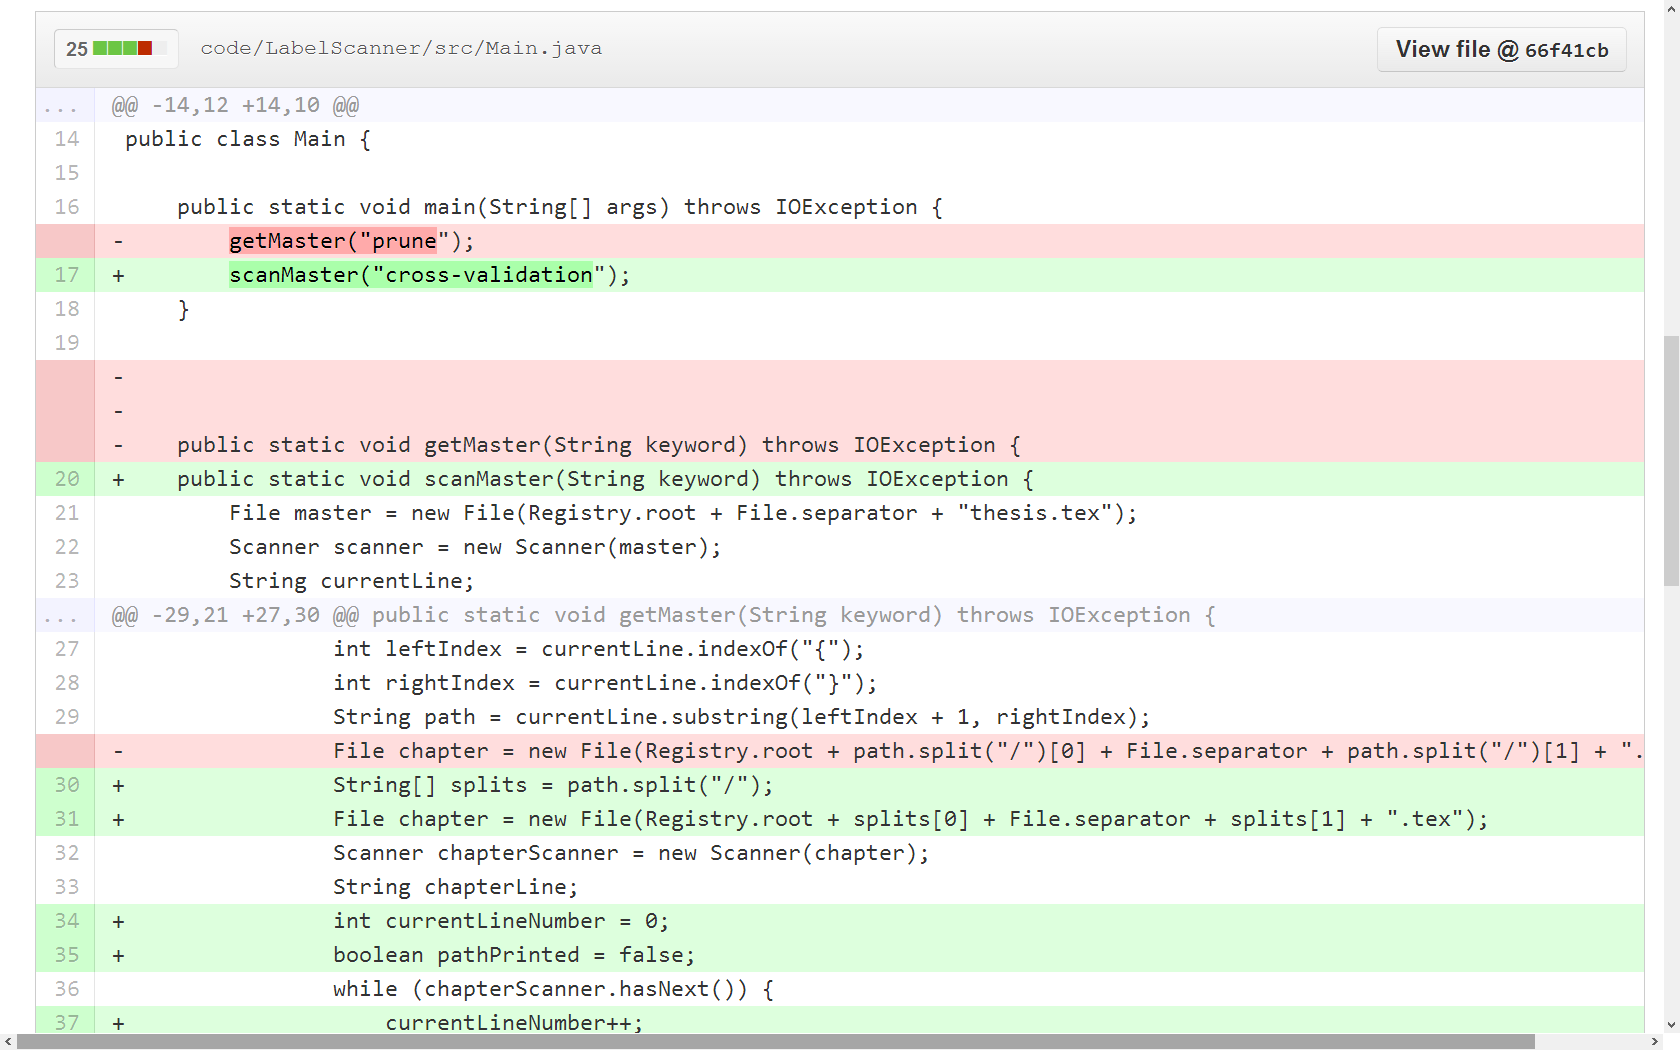 25 code/LabelScanner/src/Main.java View file @ 66f41cb
... @@ -14,12 +14,10 @@
14 public class Main {
15
16 public static void main(String[] args) throws IOException {
- getMaster("prune");
17 + scanMaster("cross-validation");
18 }
19
-
-
- public static void getMaster(String keyword) throws IOException {
20 + public static void scanMaster(String keyword) throws IOException {
21 File master = new File(Registry.root + File.separator + "thesis.tex");
22 Scanner scanner = new Scanner(master);
23 String currentLine;
... @@ -29,21 +27,30 @@ public static void getMaster(String keyword) throws IOException {
27 int leftIndex = currentLine.indexOf("{");
28 int rightIndex = currentLine.indexOf("}");
29 String path = currentLine.substring(leftIndex + 1, rightIndex);
- File chapter = new File(Registry.root + path.split("/")[0] + File.separator + path.split("/")[1] + ".
30 + String[] splits = path.split("/");
31 + File chapter = new File(Registry.root + splits[0] + File.separator + splits[1] + ".tex");
32 Scanner chapterScanner = new Scanner(chapter);
33 String chapterLine;
34 + int currentLineNumber = 0;
35 + boolean pathPrinted = false;
36 while (chapterScanner.hasNext()) {
37 + currentLineNumber++;